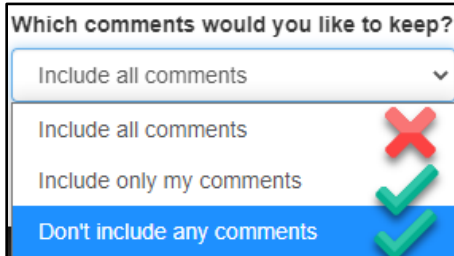 Which comments would you like to keep?
Include all comments
Include all comments
Include only my comments
Don't include any comments